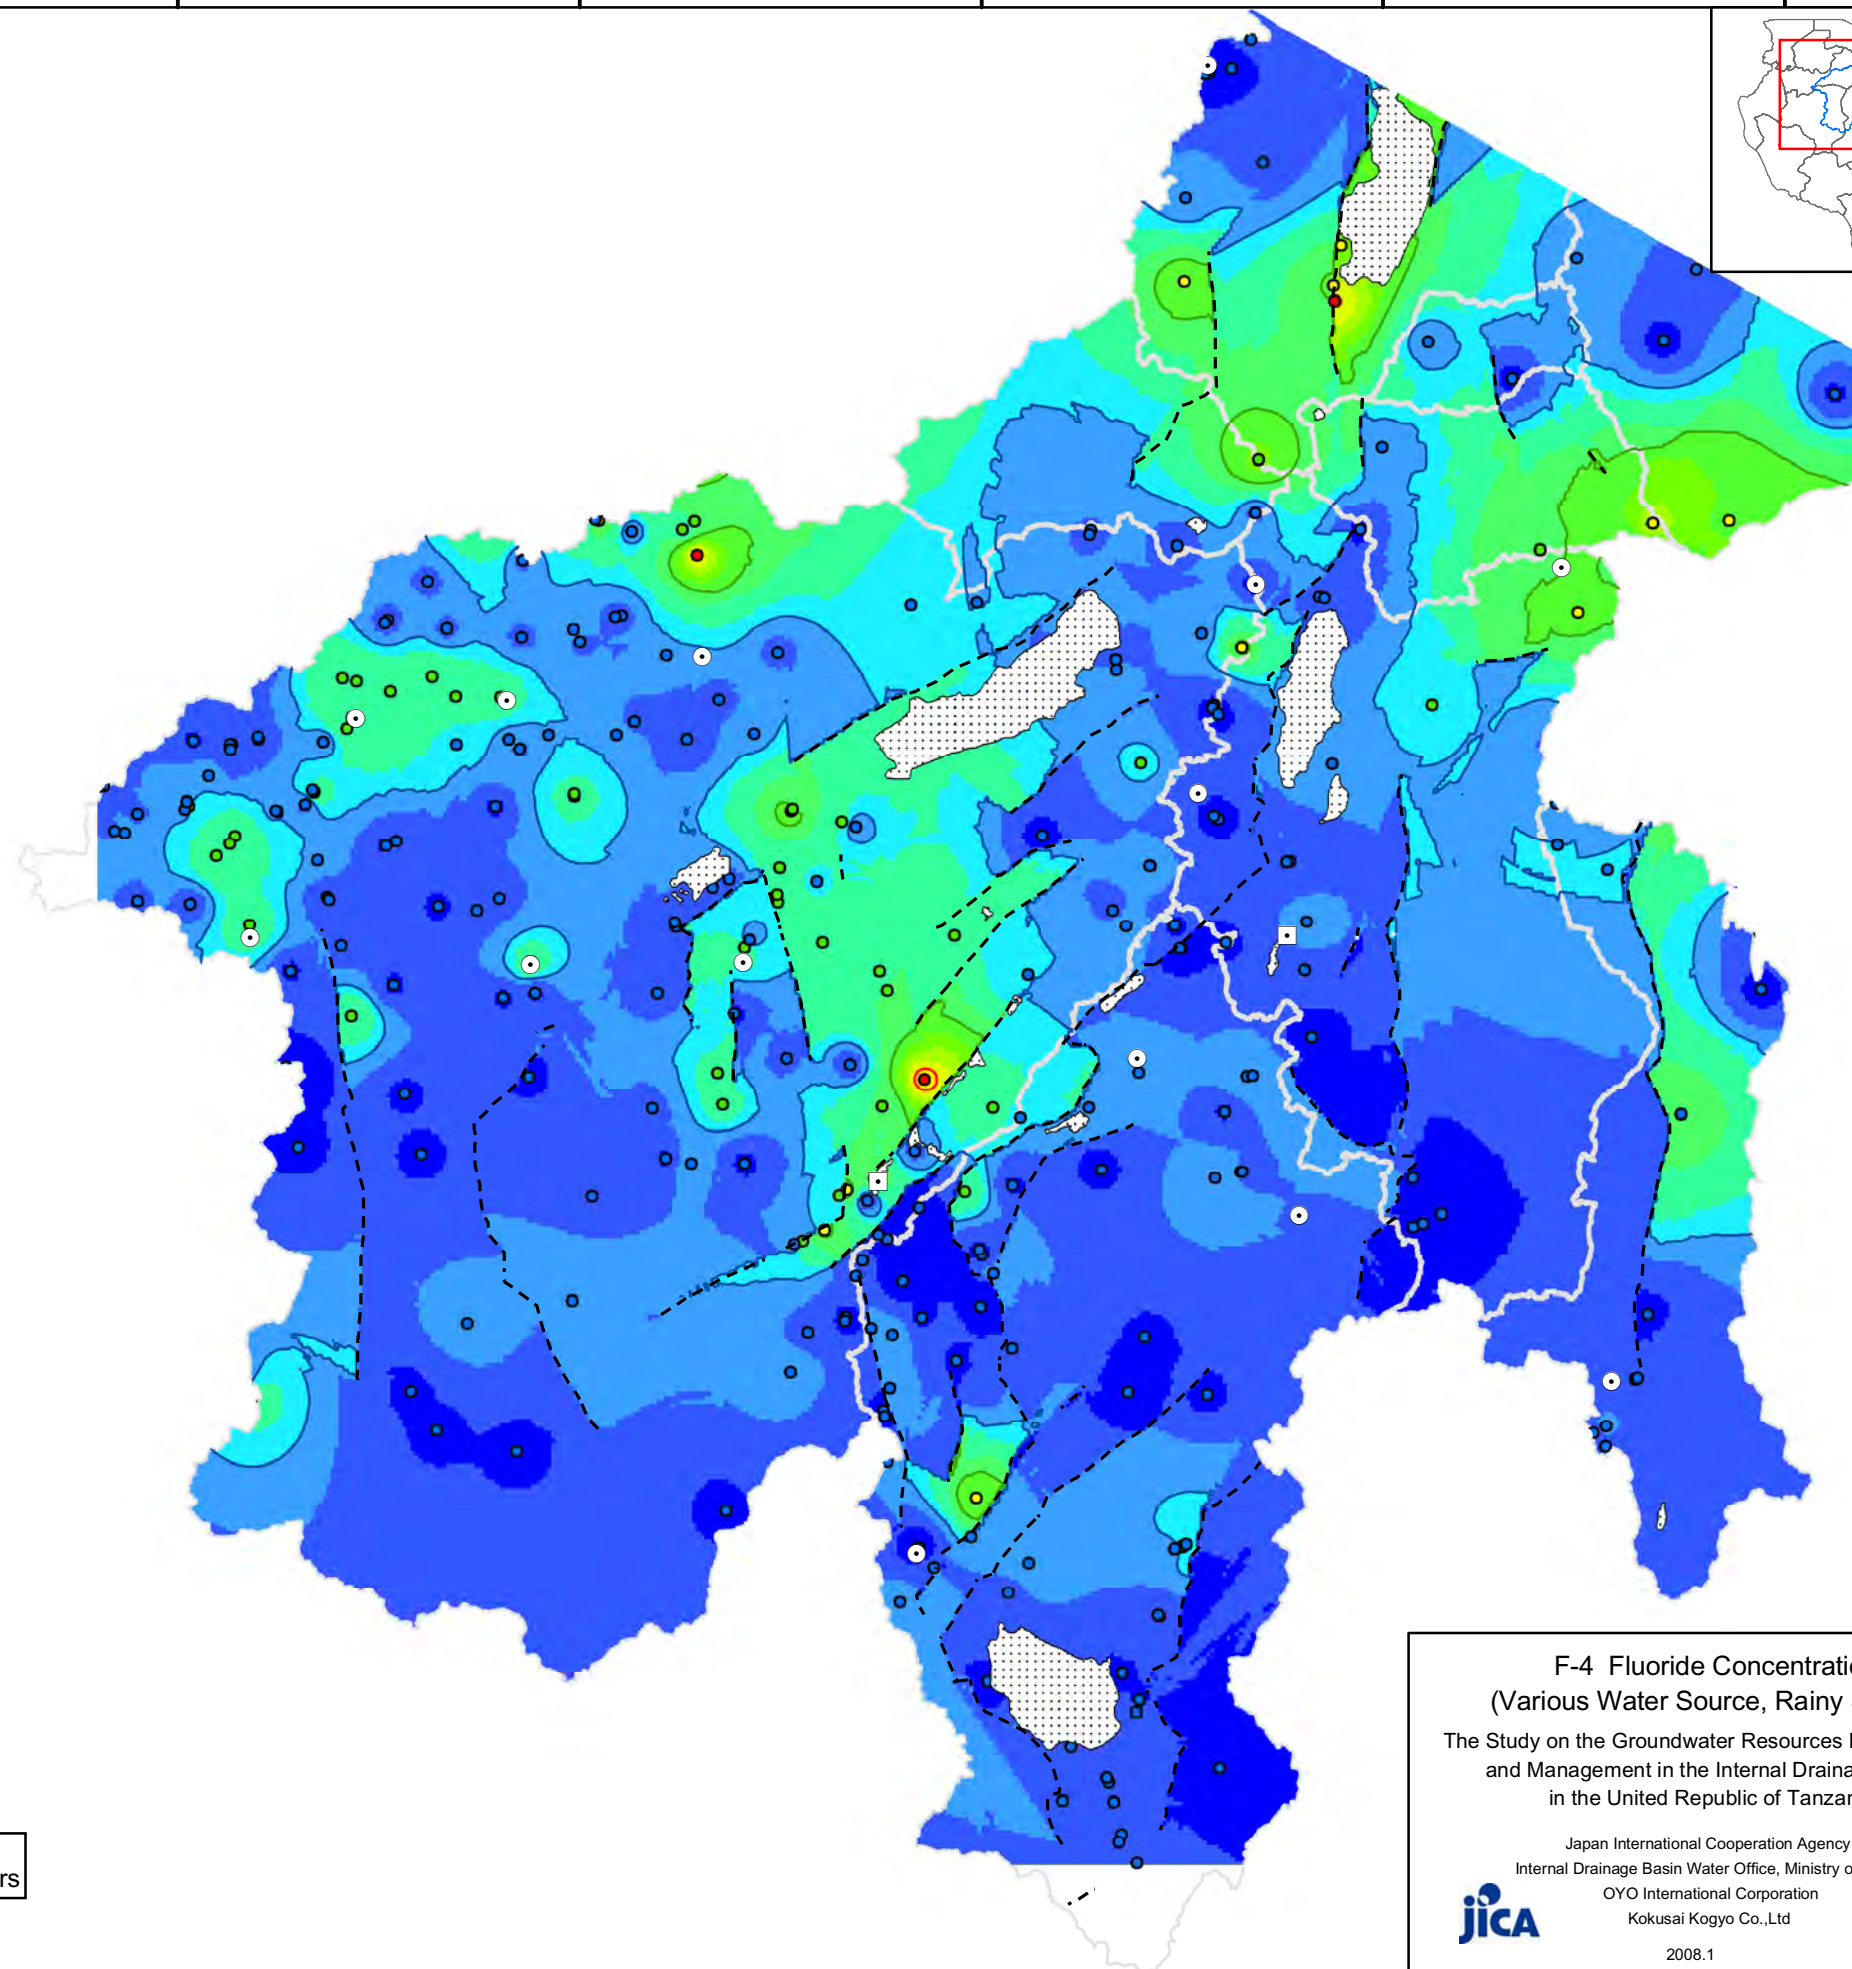 F-4 Fluoride Concentrati
(Various Water Source, Rainy
The Study on the Groundwater Resources
and Management in the Internal Draina
in the United Republic of Tanzan
Japan International Cooperation Agency
Internal Drainage Basin Water Office, Ministry o
OYO International Corporation
Kokusai Kogyo Co.,Ltd
jica
2008.1
rs